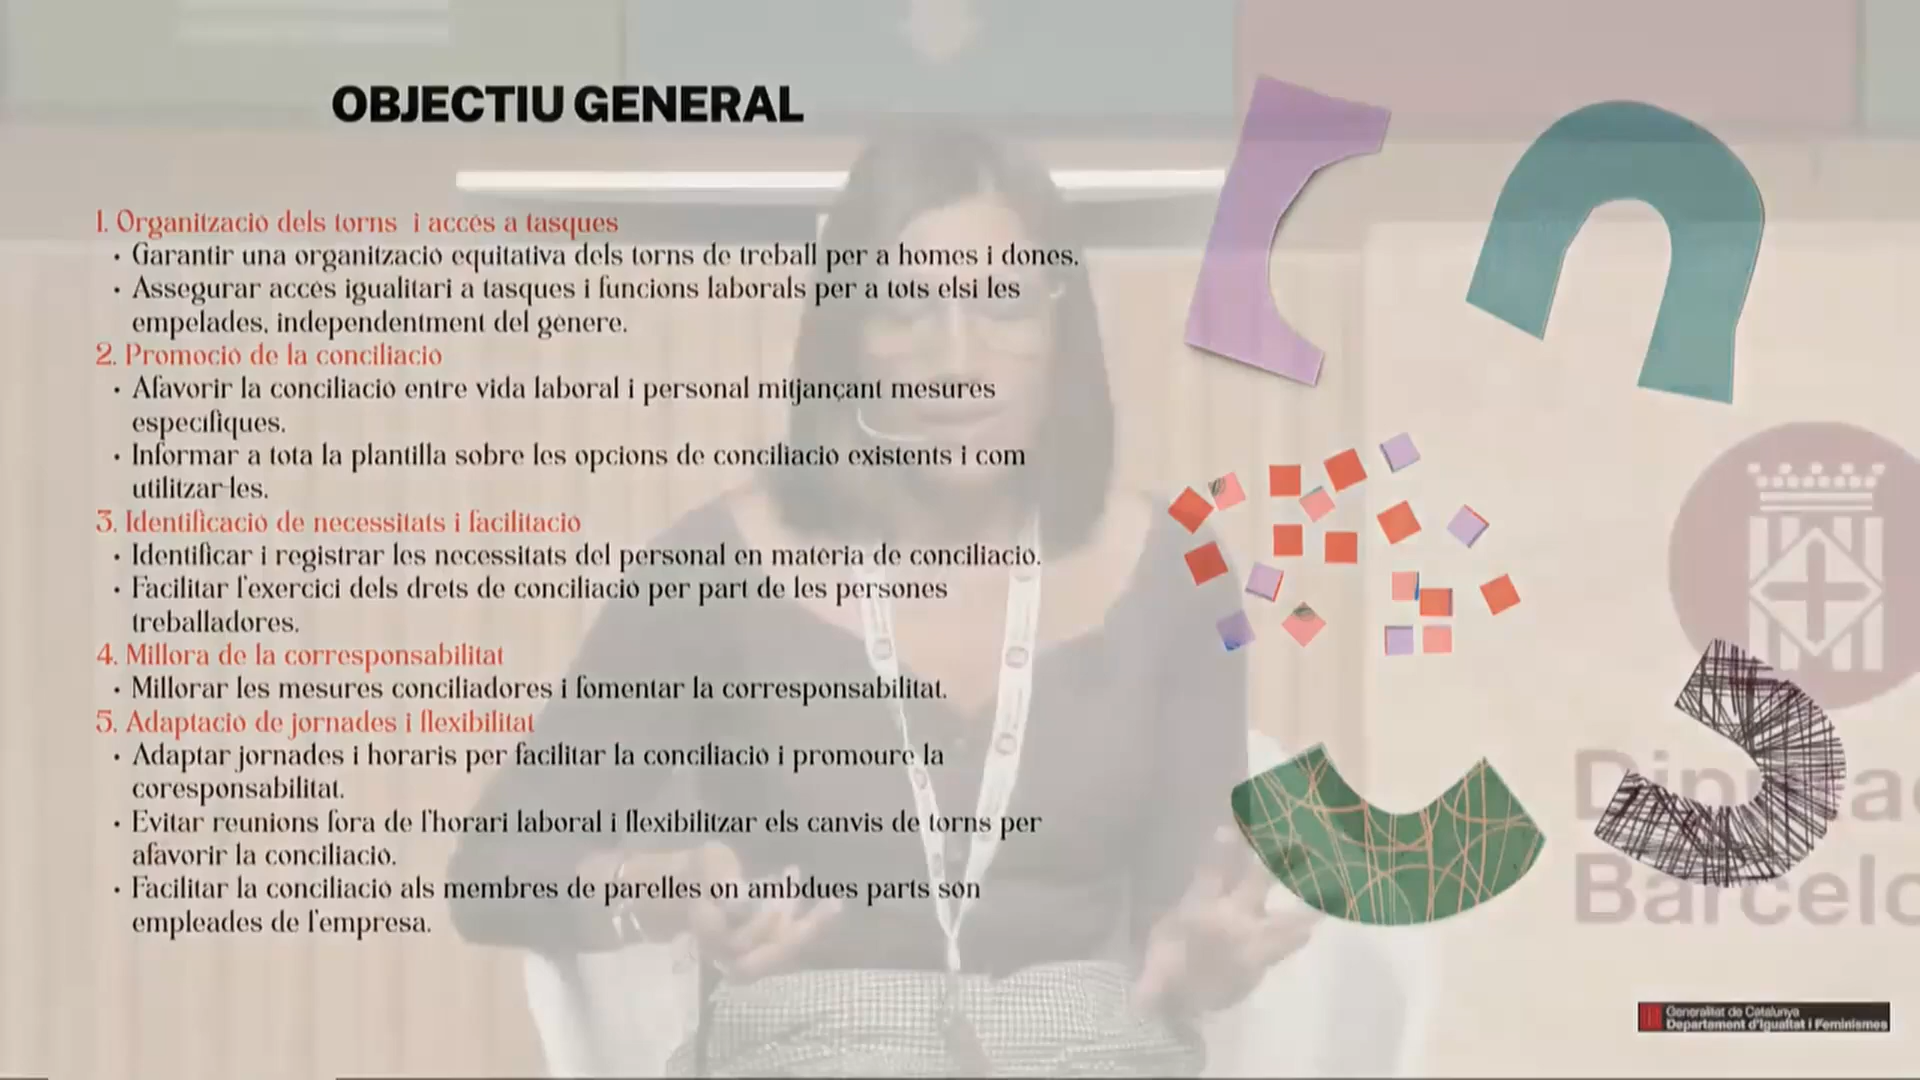 OBJECTIU GENERAL
1. Organització dels torns i accés a tasques
• Garantir una organització equitativa dels torns de treball per a homes i dones.
• Assegurar accés igualitari a tasques i funcions laborals per a tots elsi les
empelades, independentment del gènere.
2. Promoció de la conciliació
• Afavorir la conciliació entre vida laboral i personal mitjançant mesures
específiques.
• Informar a tota la plantilla sobre les opcions de conciliació existents i com
utilitzar-les.
3. Identificació de necessitats i facilitació
• Identificar i registrar les necessitats del personal en matèria de conciliació.
• Facilitar l'exercici dels drets de conciliació per part de les persones
treballadores.
4. Millora de la corresponsabilitat
• Millorar les mesures conciliadores i fomentar la corresponsabilitat.
5. Adaptació de jornades i flexibilitat
• Adaptar jornades i horaris per facilitar la conciliació i promoure la
coresponsabilitat.
• Evitar reunions fora de l'horari laboral i flexibilitzar els canvis de torns per
afavorir la conciliació.
• Facilitar la conciliació als membres de parelles on ambdues parts són
empleades de l'empresa.
Barcelo
Generalitat de Catalunya
Departament d'Igualtat i Feminismes